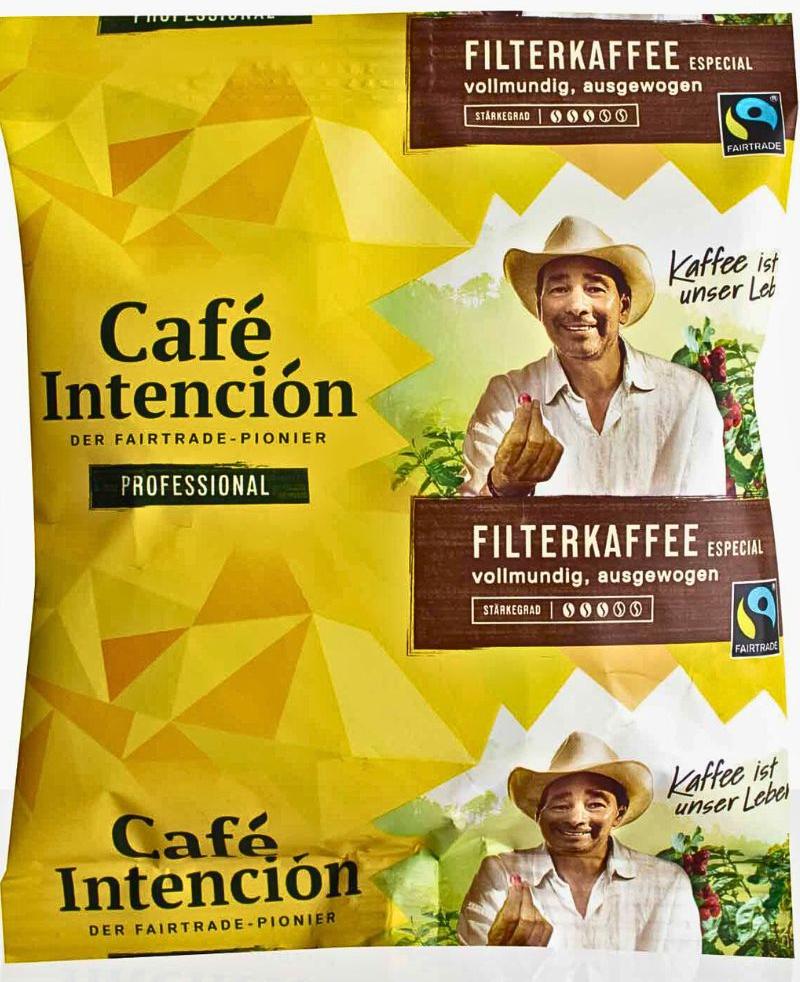 PROFESSIONAL
FILTERKAFFEE ESPECIAL
vollmundig, ausgewogen
STÄRKEGRAD
FAIRTRADE
®
Kaffee ist
unser Leb
Café
Intención
DER FAIRTRADE-PIONIER
PROFESSIONAL
FILTERKAFFEE ESPECIAL
vollmundig, ausgewogen
STÄRKEGRAD
FAIRTRADE
Kaffee ist
unser Leben
Café
Intención
DER FAIRTRADE-PIONIER